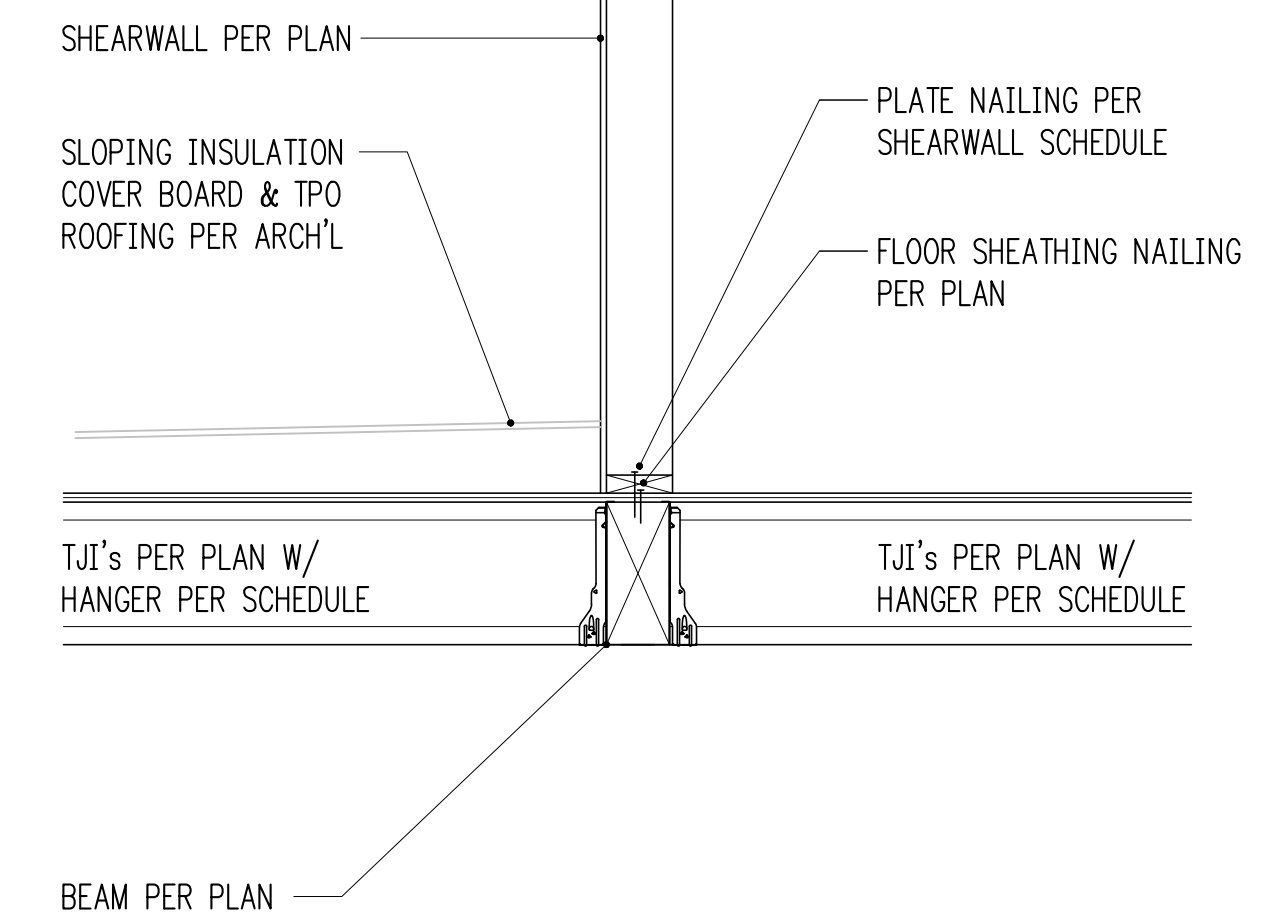 SHEARWALL PER PLAN
SLOPING INSULATION
COVER BOARD & TPO
ROOFING PER ARCH'L
PLATE NAILING PER
SHEARWALL SCHEDULE
FLOOR SHEATHING NAILING
PER PLAN
TJI's PER PLAN W/
HANGER PER SCHEDULE
TJI's PER PLAN W/
HANGER PER SCHEDULE
BEAM PER PLAN